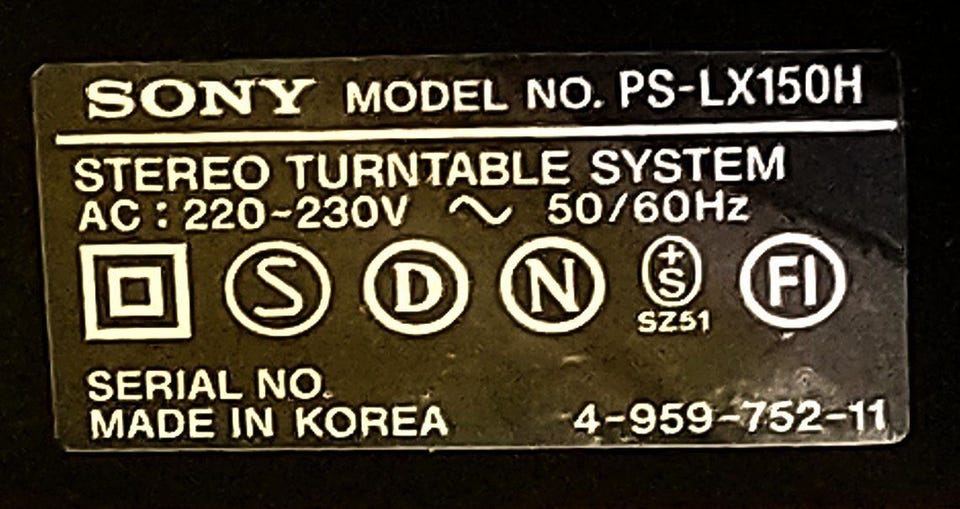 SONY MODEL NO. PS-LX150H
STEREO TURNTABLE SYSTEM
AC : 220-230V ～ 50/60Hz
S D N +S FI
SZ51
SERIAL NO.
MADE IN KOREA 4-959-752-11